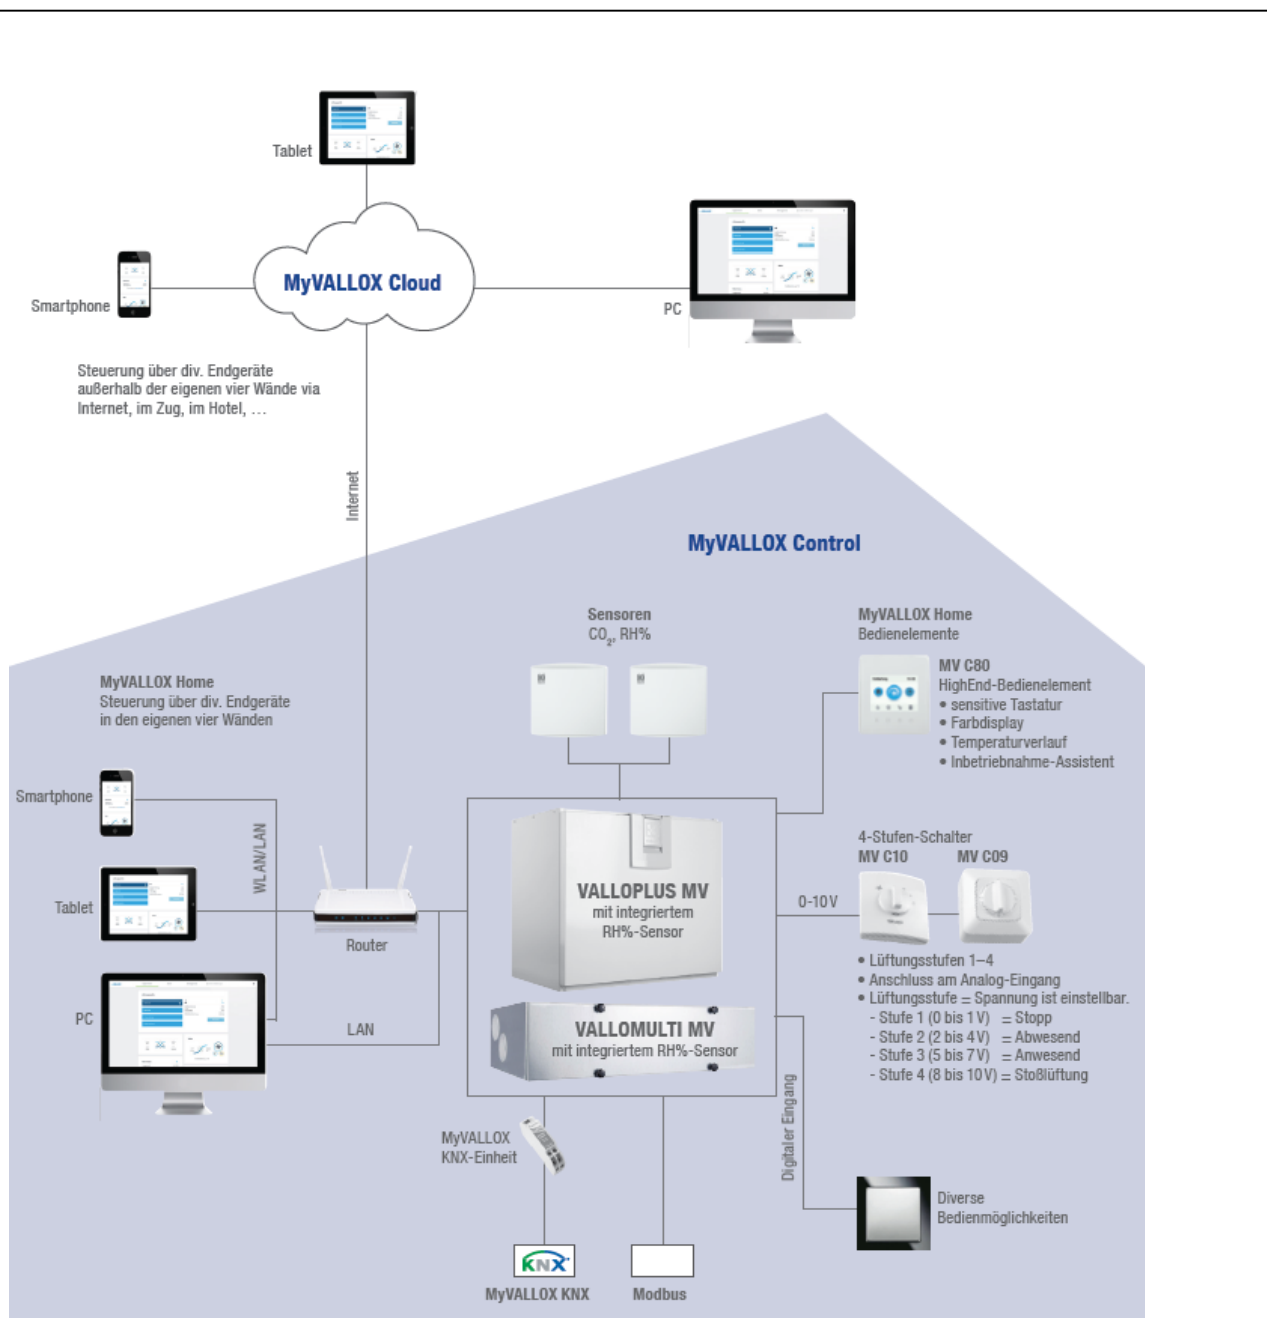 Tablet
MyVALLOX Cloud
Smartphone
PC
Steuerung über div. Endgeräte
außerhalb der eigenen vier Wände via
Internet, im Zug, im Hotel, …
Internet
MyVALLOX Control
Sensoren
CO2, RH%
MyVALLOX Home
Bedienelemente
MV C80
HighEnd-Bedienelement
• sensitive Tastatur
• Farbdisplay
• Temperaturverlauf
• Inbetriebnahme-Assistent
MyVALLOX Home
Steuerung über div. Endgeräte
in den eigenen vier Wänden
Smartphone
WLAN/LAN
Tablet
Router
PC
LAN
VALLOPLUS MV
mit integriertem
RH%-Sensor
VALLOMULTI MV
mit integriertem RH%-Sensor
4-Stufen-Schalter
MV C10 MV C09
0-10V
• Lüftungsstufen 1–4
• Anschluss am Analog-Eingang
• Lüftungsstufe = Spannung ist einstellbar.
- Stufe 1 (0 bis 1V) = Stopp
- Stufe 2 (2 bis 4V) = Abwesend
- Stufe 3 (5 bis 7V) = Anwesend
- Stufe 4 (8 bis 10V) = Stoßlüftung
Digitaler Eingang
MyVALLOX
KNX-Einheit
Diverse
Bedienmöglichkeiten
KNX
MyVALLOX KNX
Modbus